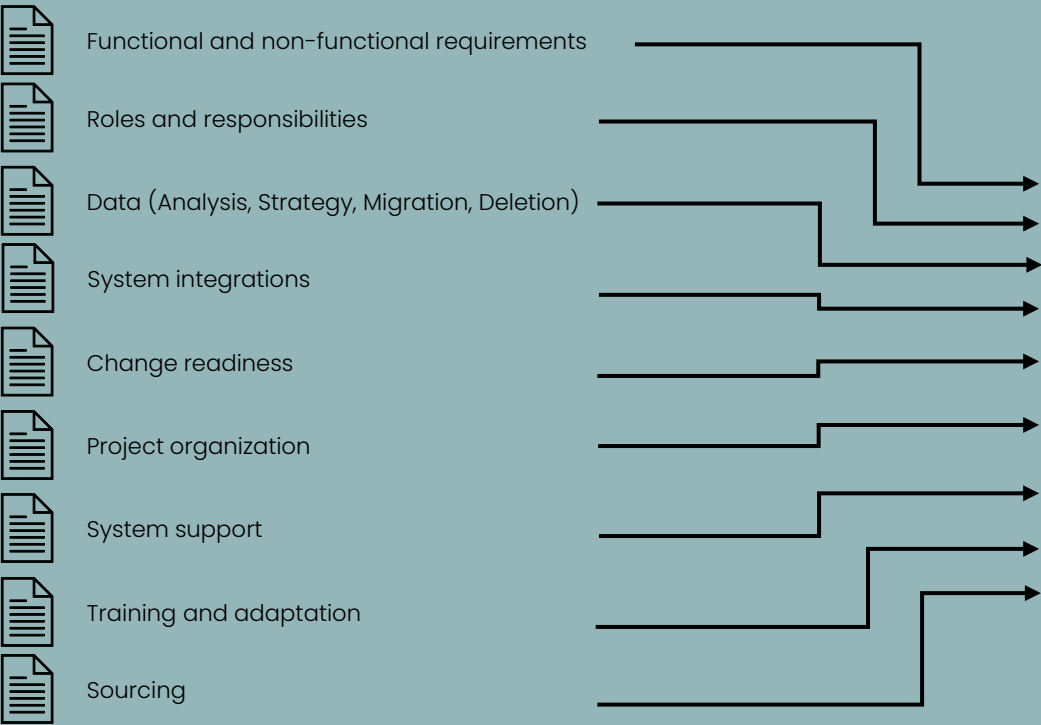 Functional and non-functional requirements
Roles and responsibilities
Data (Analysis, Strategy, Migration, Deletion)
System integrations
Change readiness
Project organization
System support
Training and adaptation
Sourcing